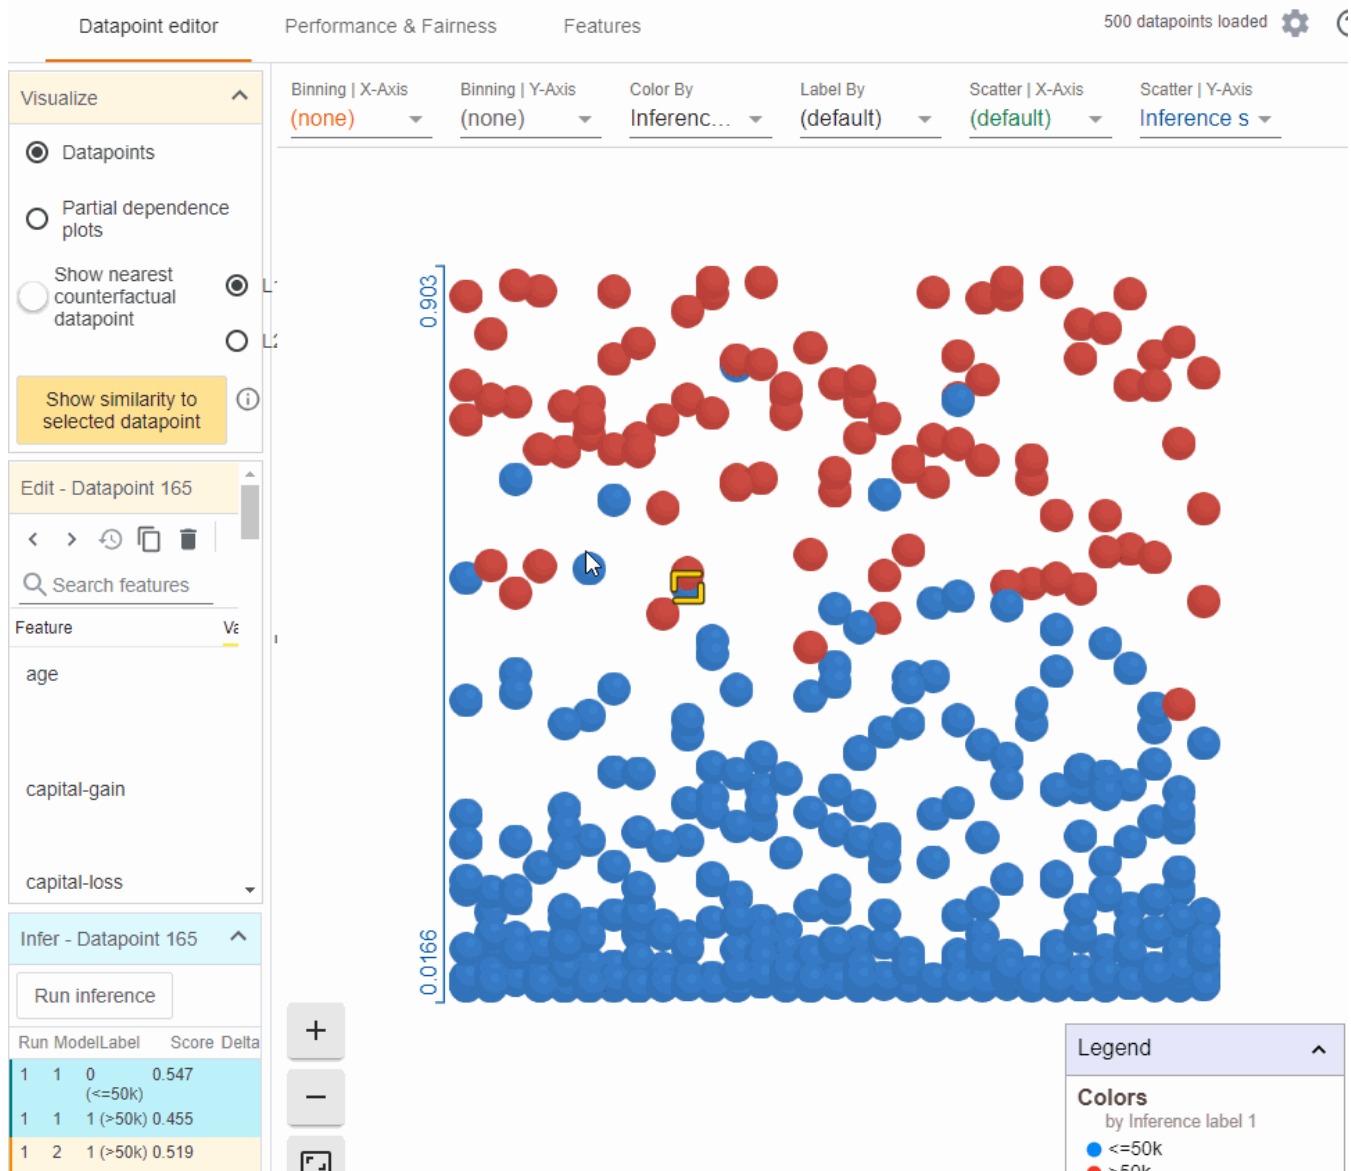 Datapoint editor
Performance & Fairness
Features
500 datapoints loaded
Visualize
Datapoints
Partial dependence
plots
Show nearest
counterfactual
datapoint
L1
L2
Show similarity to
selected datapoint
Binning | X-Axis
(none)
Binning | Y-Axis
(none)
Color By
Inferenc...
Label By
(default)
Scatter | X-Axis
(default)
Scatter | Y-Axis
Inference s
Edit - Datapoint 165
Search features
Feature
age
capital-gain
capital-loss
Infer - Datapoint 165
Run inference
Run Model Label Score Delta
1 1 0 0.547
(<=50k)
1 1 1 (>50k) 0.455
1 2 1 (>50k) 0.519
0.903
0.0166
Legend
Colors
by Inference label 1
<=50k
>50k